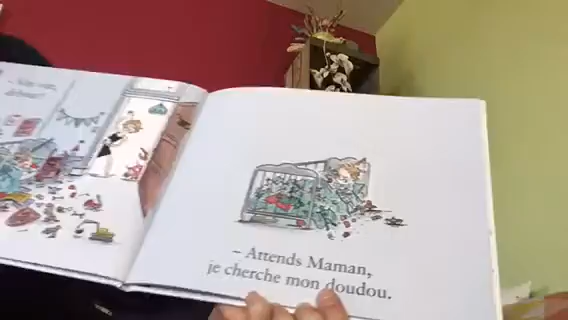 – Attends Maman,
je cherche mon doudou.